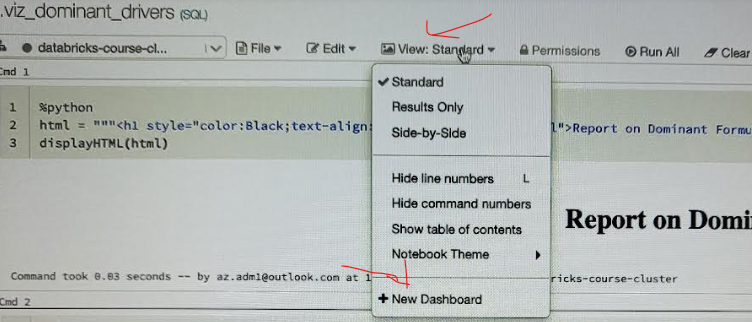 .viz_dominant_drivers (SQL)
databricks-course-cl... File Edit View: Standard Permissions Run All Clear
Cmd 1
Standard
Results Only
Side-by-Side
1 %python
2 html = """<h1 style="color:Black;text-align: l">Report on Dominant Formu
3 displayHTML(html)
Hide line numbers L
Hide command numbers
Show table of contents
Notebook Theme
Report on Domi
Command took 0.03 seconds -- by az.adm1@outlook.com at 1 ricks-course-cluster
New Dashboard
Cmd 2